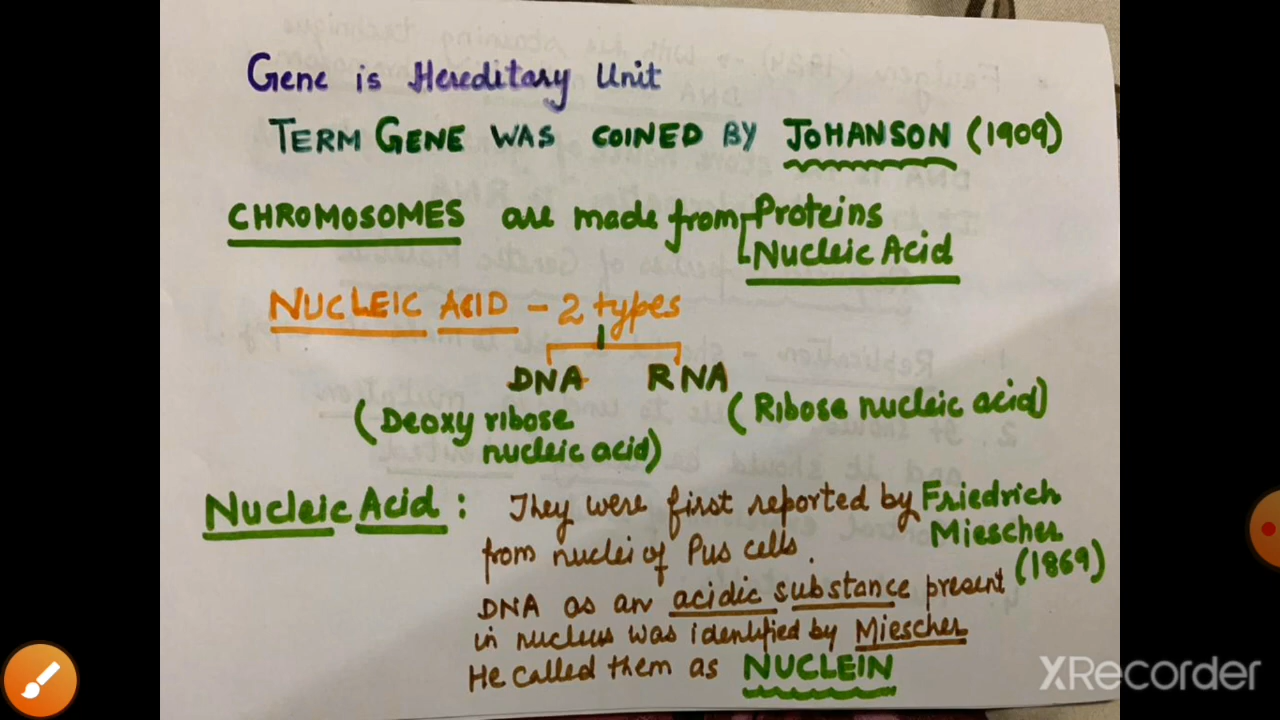 Gene is Hereditary Unit
TERM GENE WAS COINED BY JOHANSON (1909)
CHROMOSOMES are made from Proteins
Nucleic Acid
NUCLEIC ACID - 2 types
DNA RNA
(Deoxy ribose
nucleic acid)
(Ribose nucleic acid)
Nucleic Acid : They were first reported by Friedrich
Miescher
from nuclei of Pus cells.
(1869)
DNA as an acidic substance present
in nucleus was identified by Miescher
He called them as NUCLEIN
XRecorder